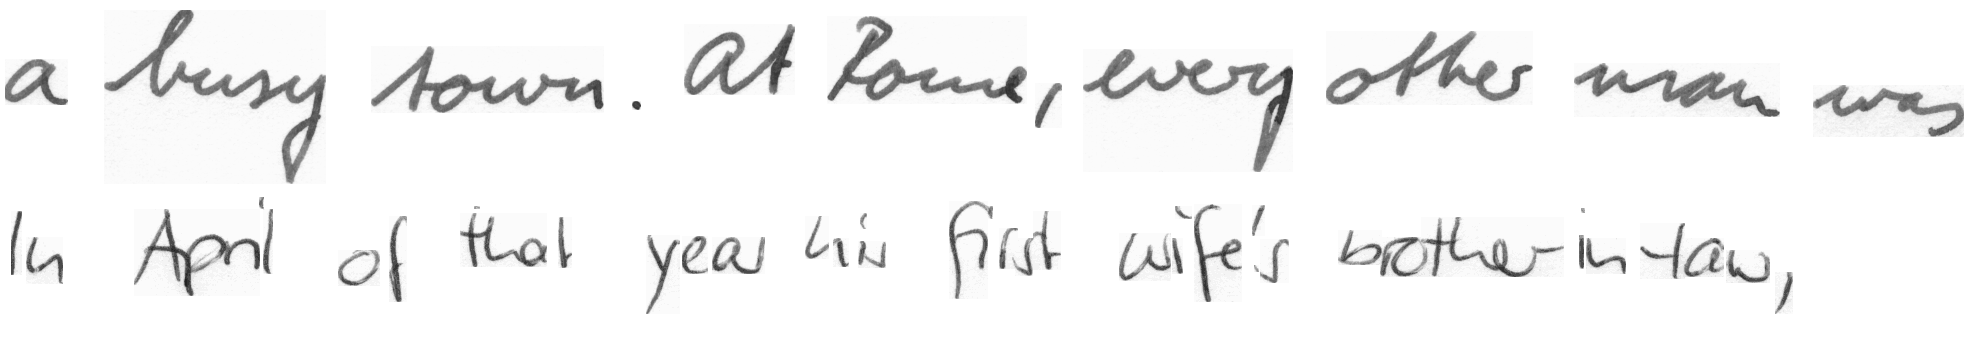 a busy town. At Rome, every other man was
In April of that year his first wife's brother-in-law,